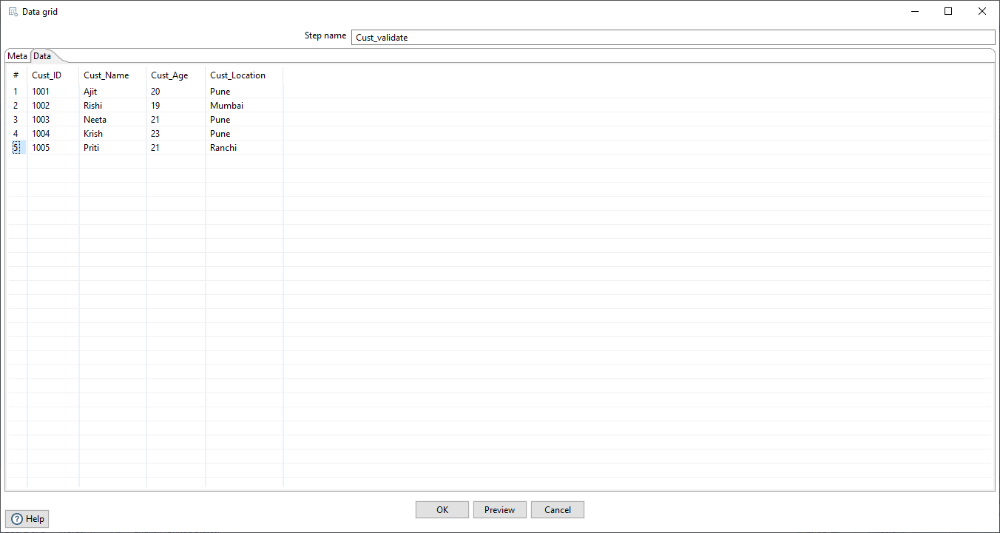 Data grid
Step name Cust_validate
Meta Data
# Cust_ID Cust_Name Cust_Age Cust_Location
1 1001 Ajit 20 Pune
2 1002 Rishi 19 Mumbai
3 1003 Neeta 21 Pune
4 1004 Krish 23 Pune
5 1005 Priti 21 Ranchi
OK Preview Cancel
? Help